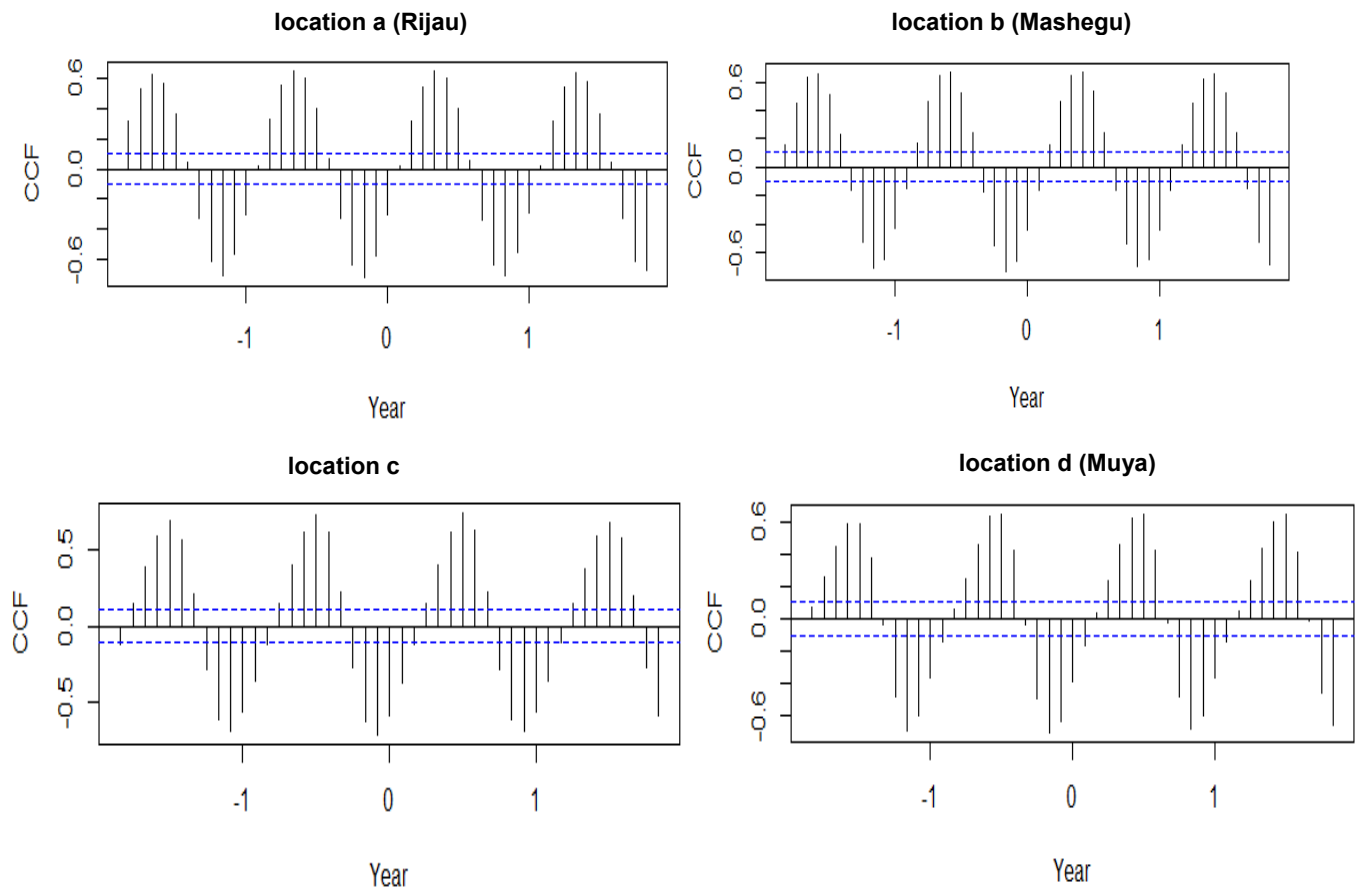 location a (Rijau)
0.6
0.0
-0.6
CCF
-1 0 1
Year
location b (Mashegu)
0.6
0.0
-0.6
CCF
-1 0 1
Year
location c
0.5
0.0
-0.5
CCF
-1 0 1
Year
location d (Muya)
0.6
0.0
-0.6
CCF
-1 0 1
Year